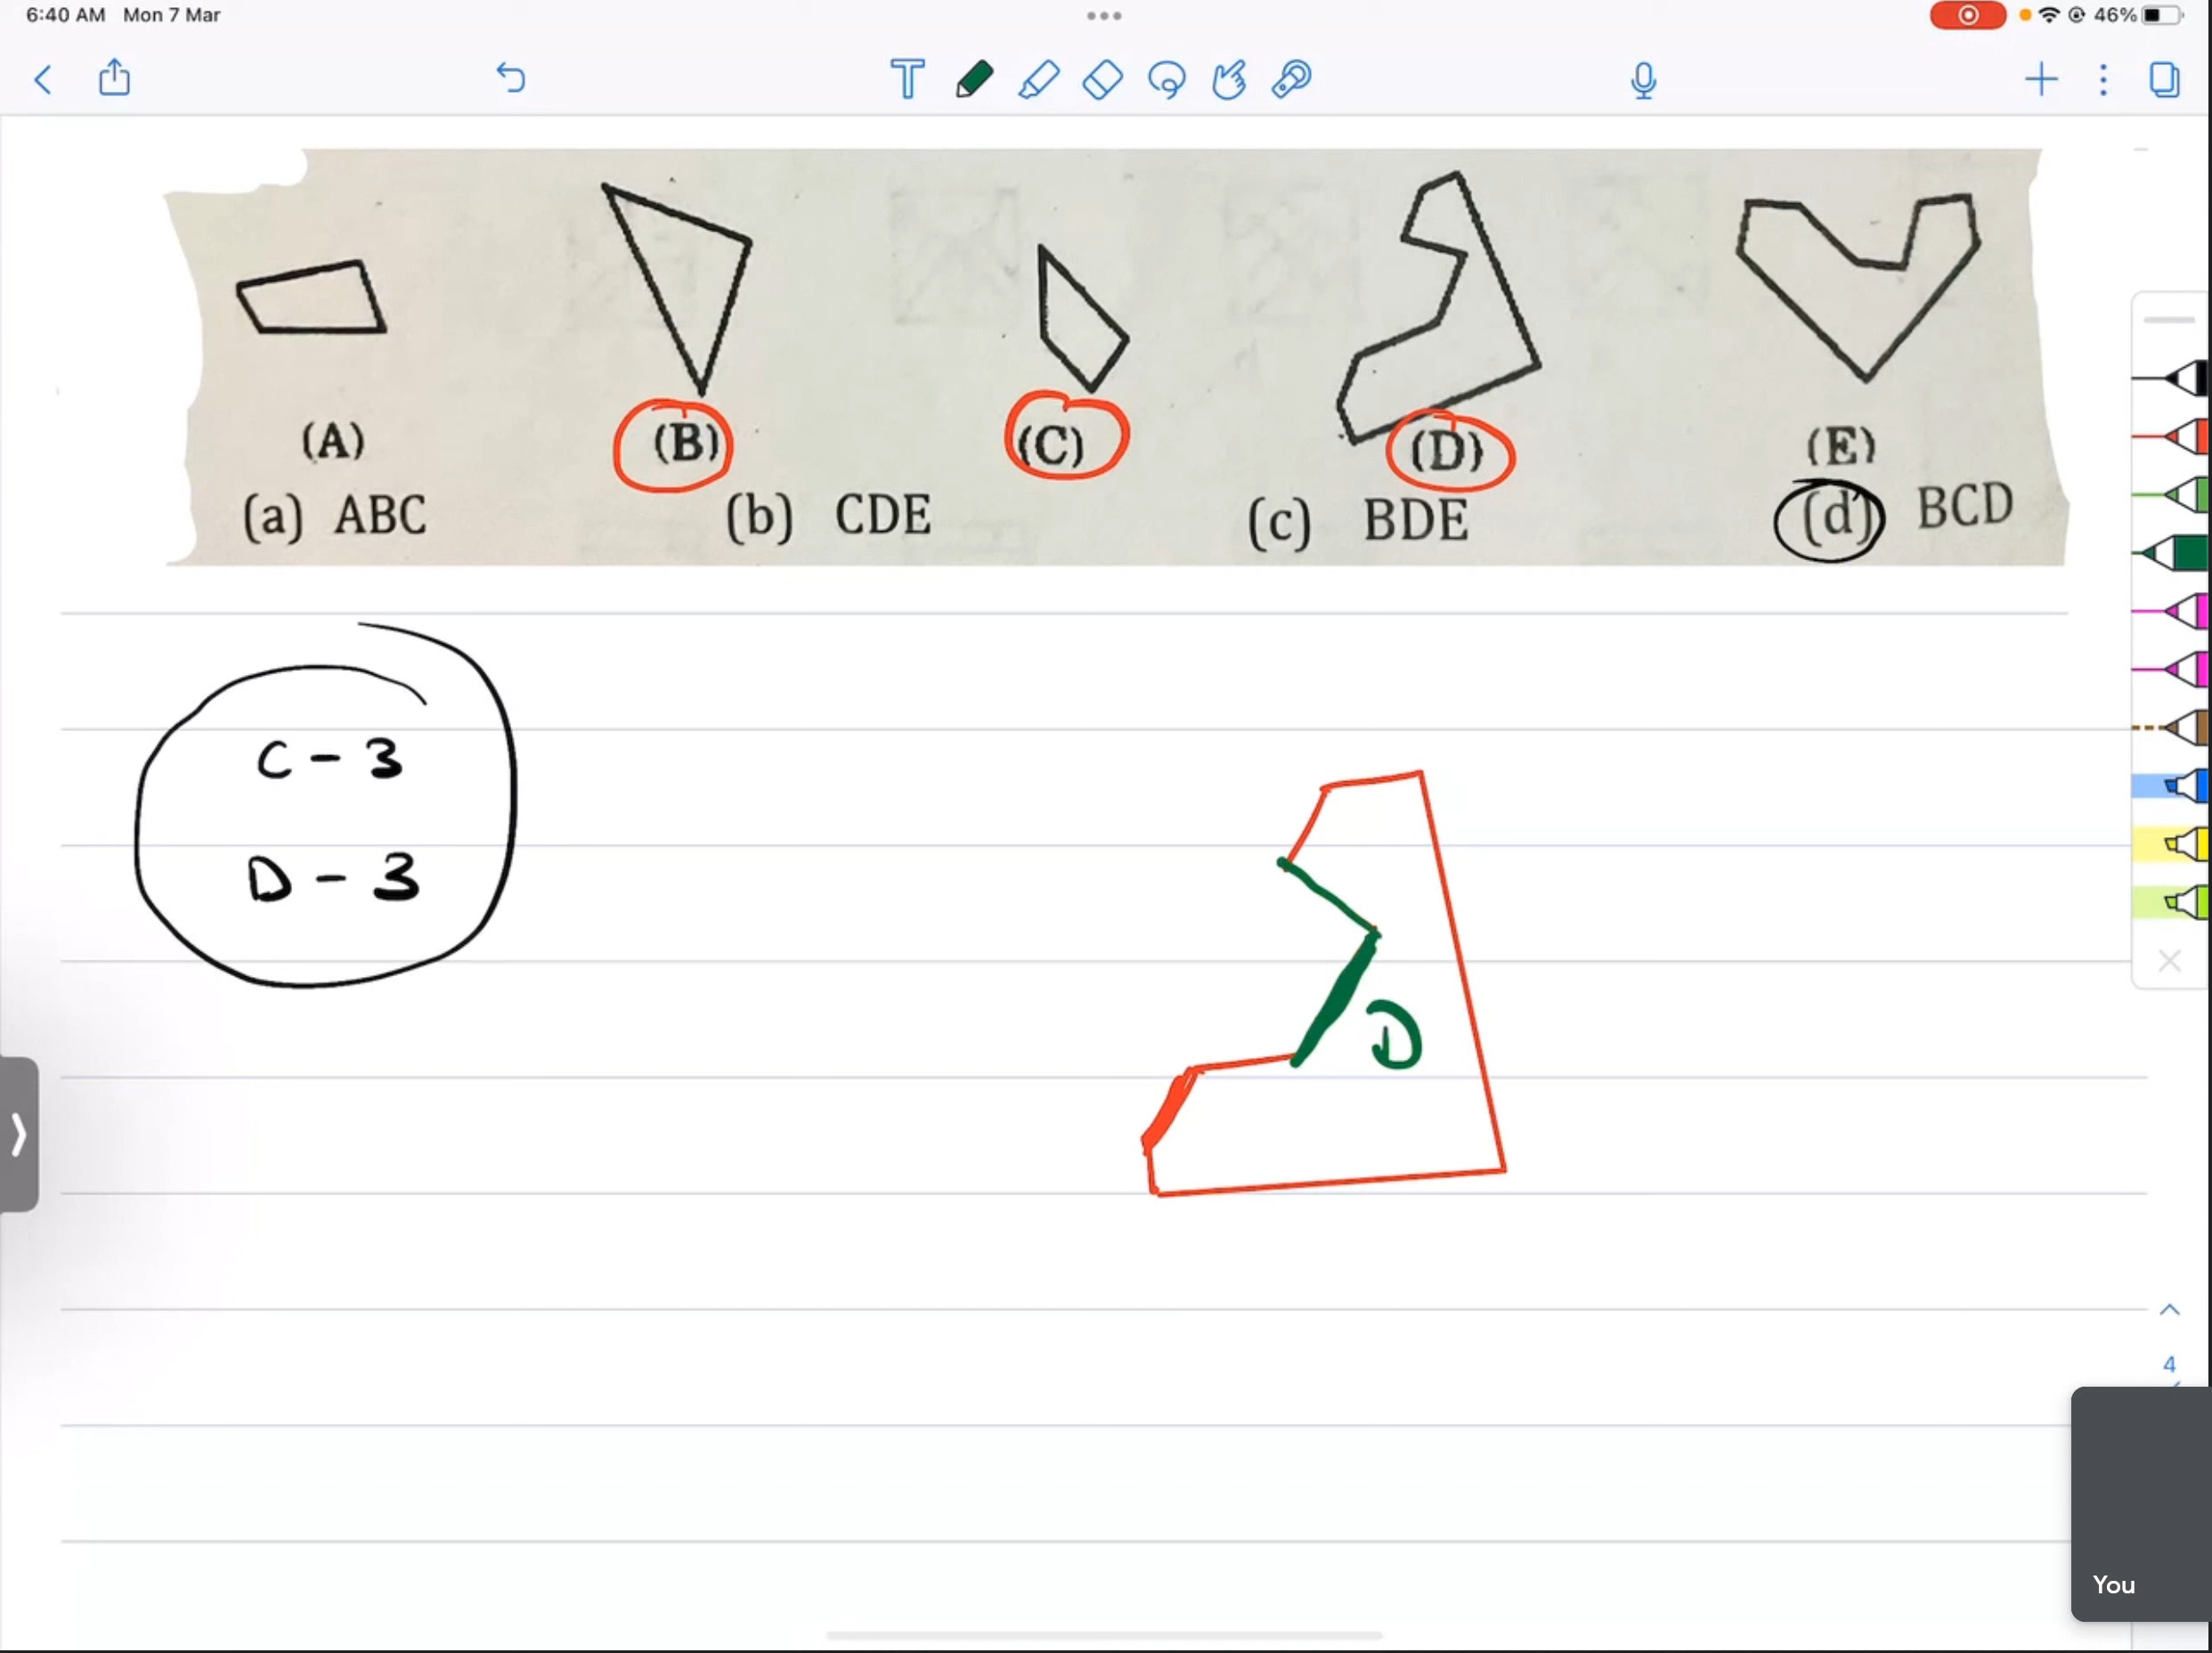 6:40 AM Mon 7 Mar
46%
(A) (B) (C) (D) (E)
(a) ABC (b) CDE (c) BDE (d) BCD
C - 3
D - 3
D
4
You